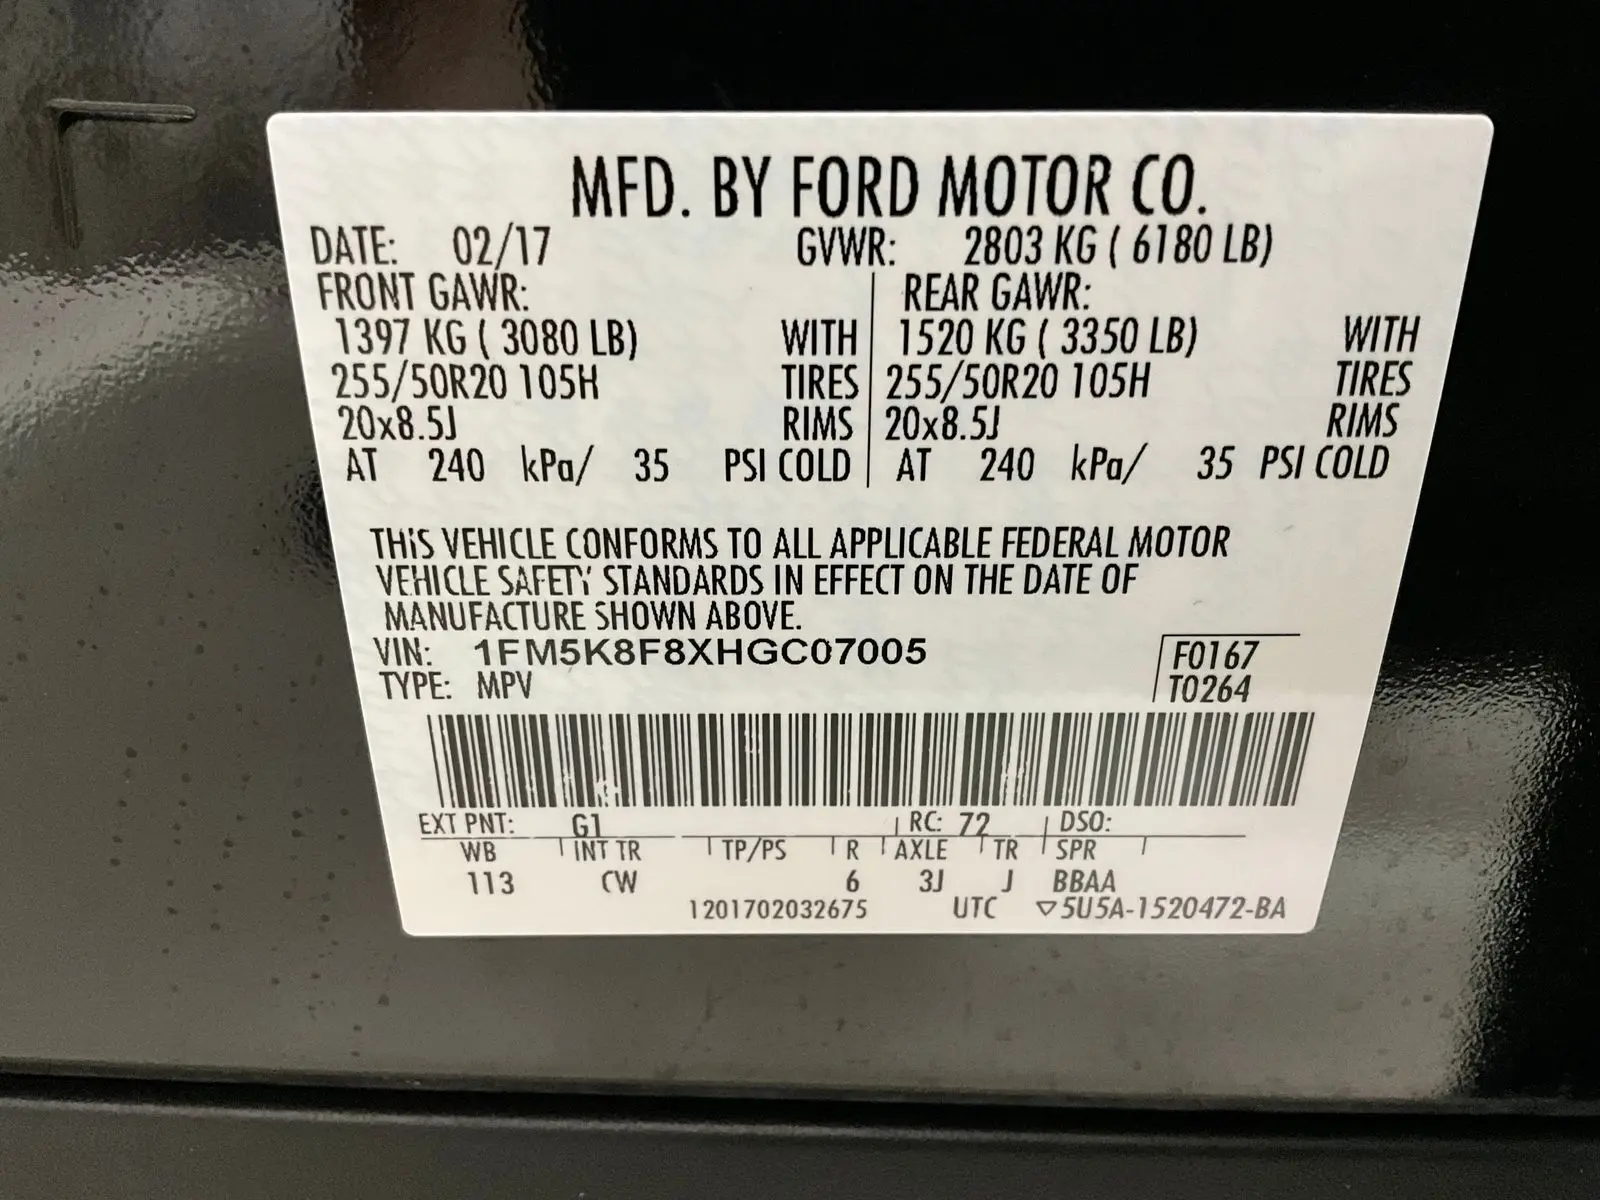 MFD. BY FORD MOTOR CO.
DATE: 02/17 GVWR: 2803 KG ( 6180 LB)
FRONT GAWR: REAR GAWR:
1397 KG ( 3080 LB) WITH 1520 KG ( 3350 LB) WITH
255/50R20 105H TIRES 255/50R20 105H TIRES
20x8.5J RIMS 20x8.5J RIMS
AT 240 kPa/ 35 PSI COLD AT 240 kPa/ 35 PSI COLD
THIS VEHICLE CONFORMS TO ALL APPLICABLE FEDERAL MOTOR
VEHICLE SAFETY STANDARDS IN EFFECT ON THE DATE OF
MANUFACTURE SHOWN ABOVE.
VIN: 1FM5K8F8XHGC07005 F0167
TYPE: MPV T0264
EXT PNT: G1 RC: 72 DSO:
WB INT TR TP/PS R AXLE TR SPR
113 CW 6 3J J BBAA
1201702032675 UTC ▽5U5A-1520472-BA